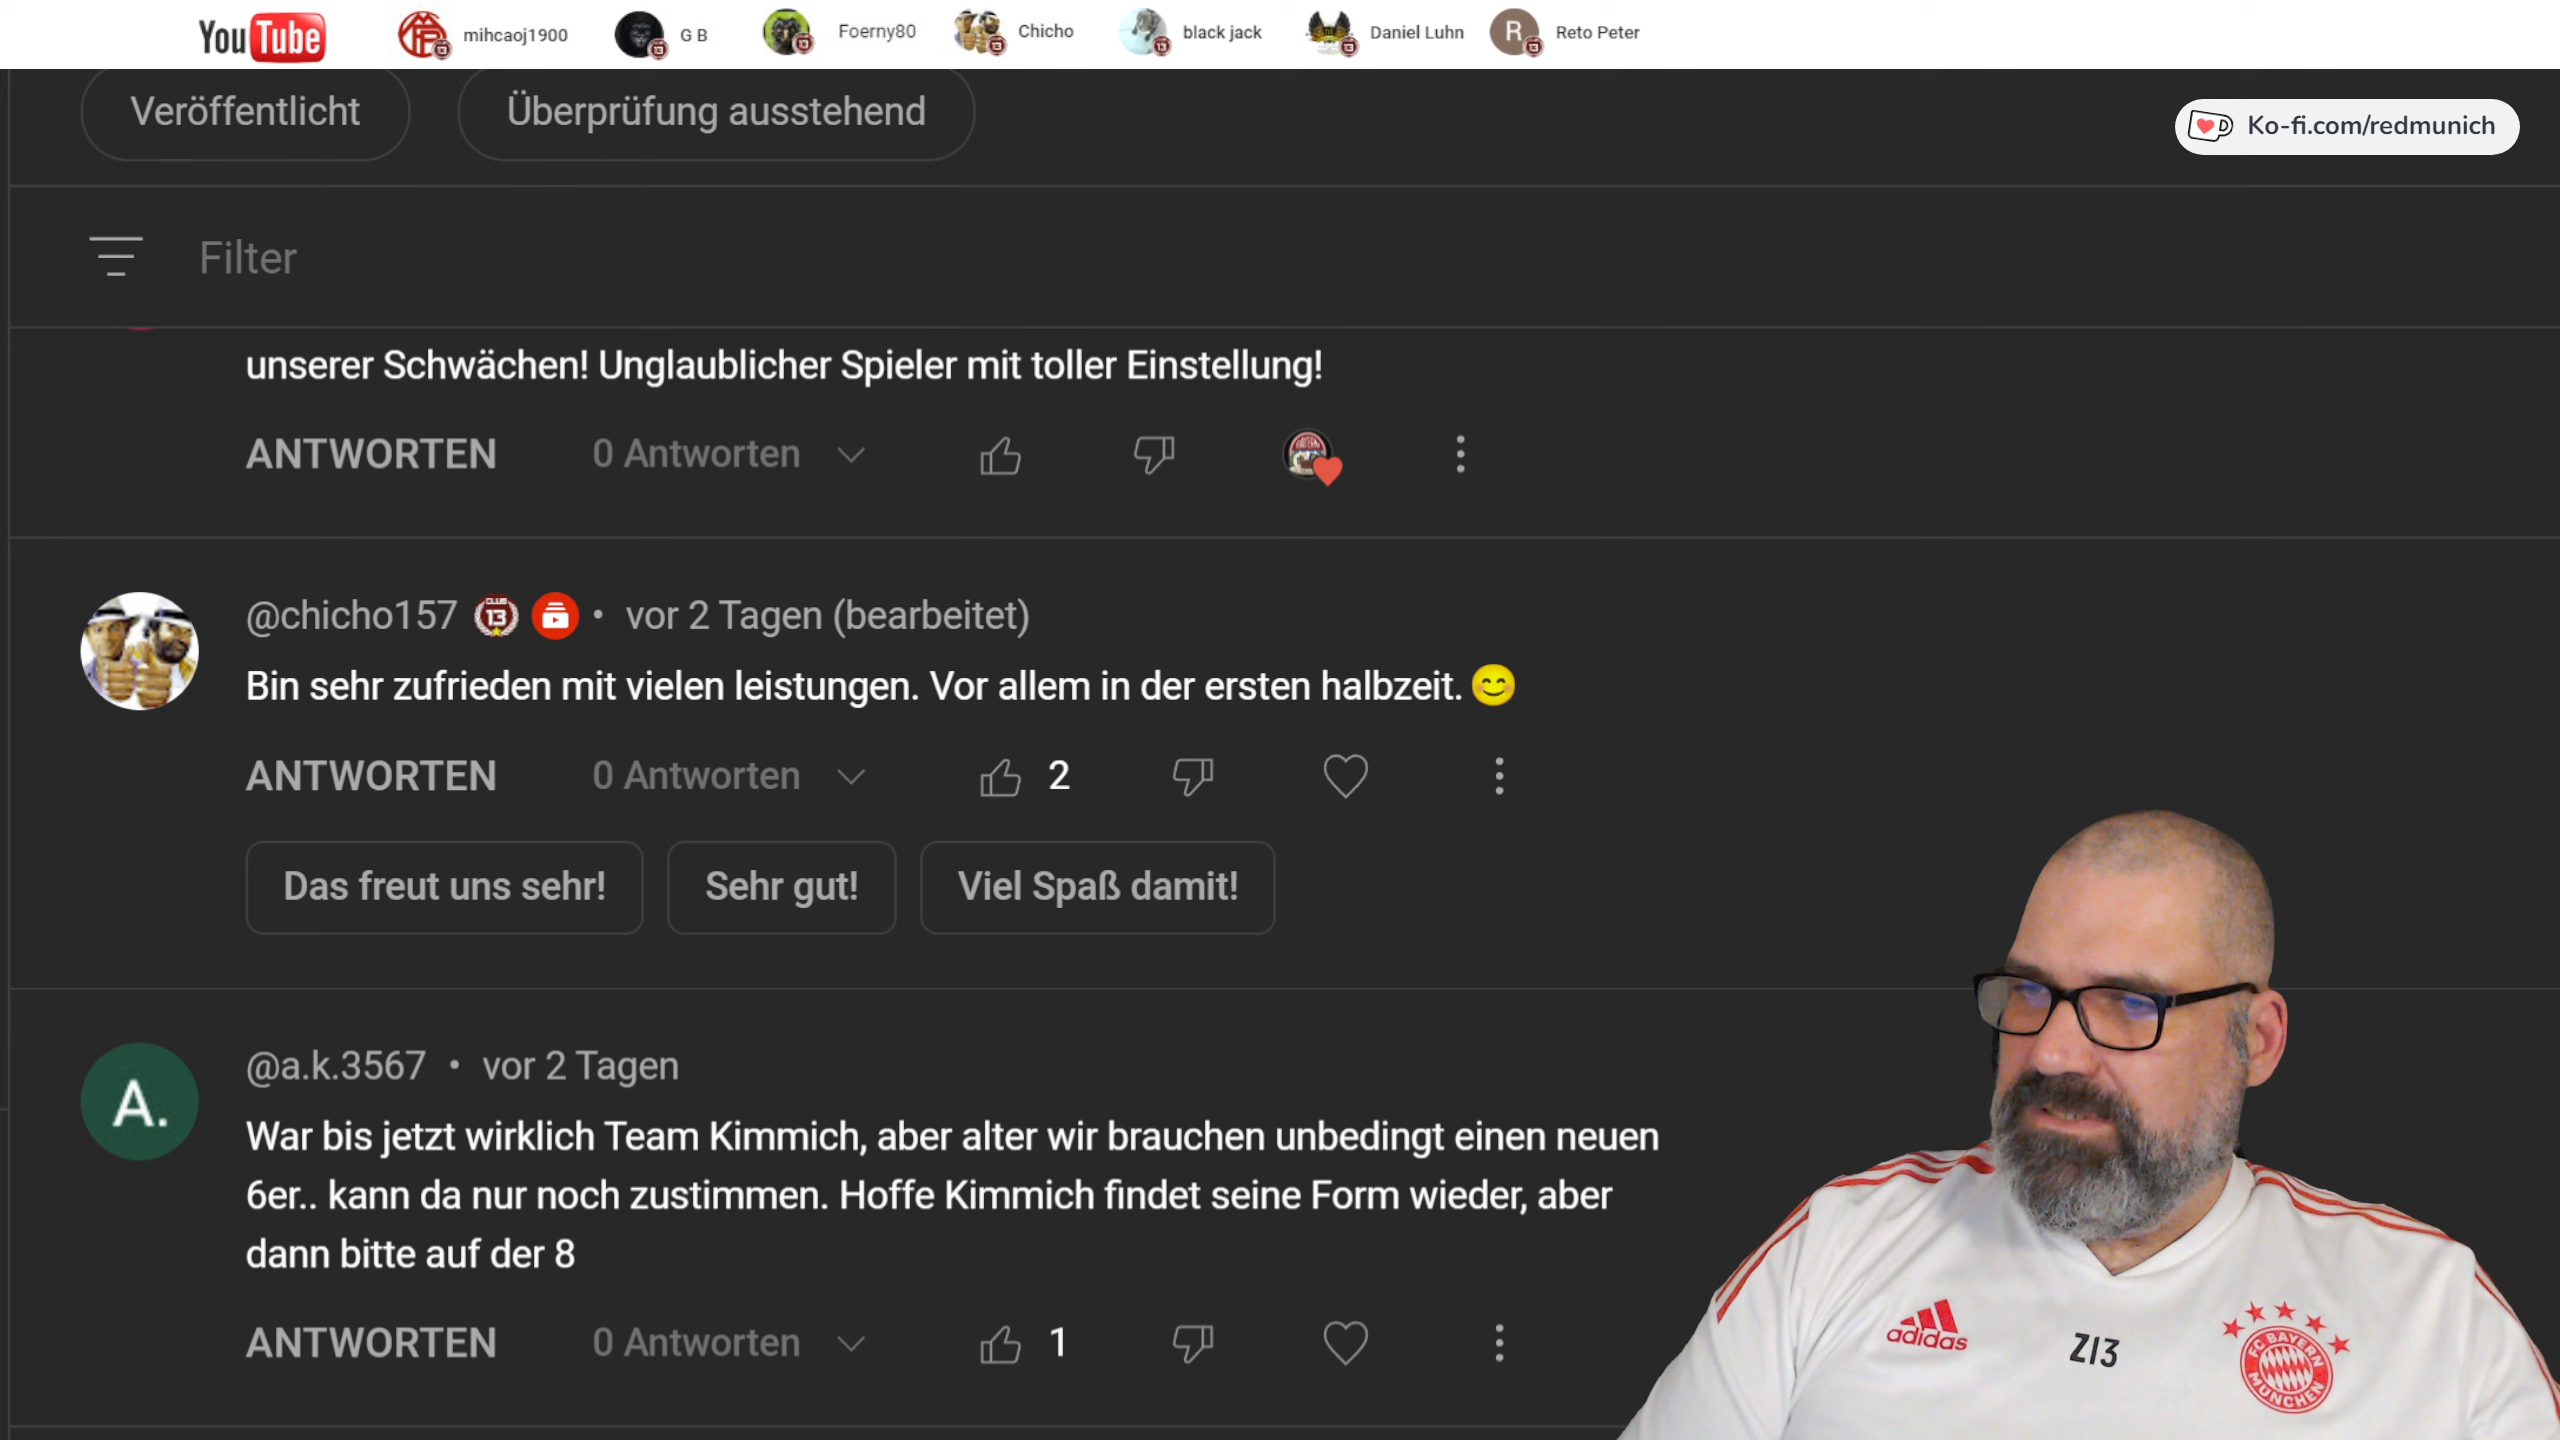 YouTube mihcaoj1900 G B Foerny80 Chicho black jack Daniel Luhn R Reto Peter
Veröffentlicht Überprüfung ausstehend
Ko-fi.com/redmunich
Filter
unserer Schwächen! Unglaublicher Spieler mit toller Einstellung!
ANTWORTEN 0 Antworten
@chicho157 CLUB 13 • vor 2 Tagen (bearbeitet)
Bin sehr zufrieden mit vielen leistungen. Vor allem in der ersten halbzeit. 😊
ANTWORTEN 0 Antworten 2
Das freut uns sehr! Sehr gut! Viel Spaß damit!
A.
@a.k.3567 • vor 2 Tagen
War bis jetzt wirklich Team Kimmich, aber alter wir brauchen unbedingt einen neuen
6er.. kann da nur noch zustimmen. Hoffe Kimmich findet seine Form wieder, aber
dann bitte auf der 8
ANTWORTEN 0 Antworten 1
adidas
Z13
FC BAYERN
MÜNCHEN